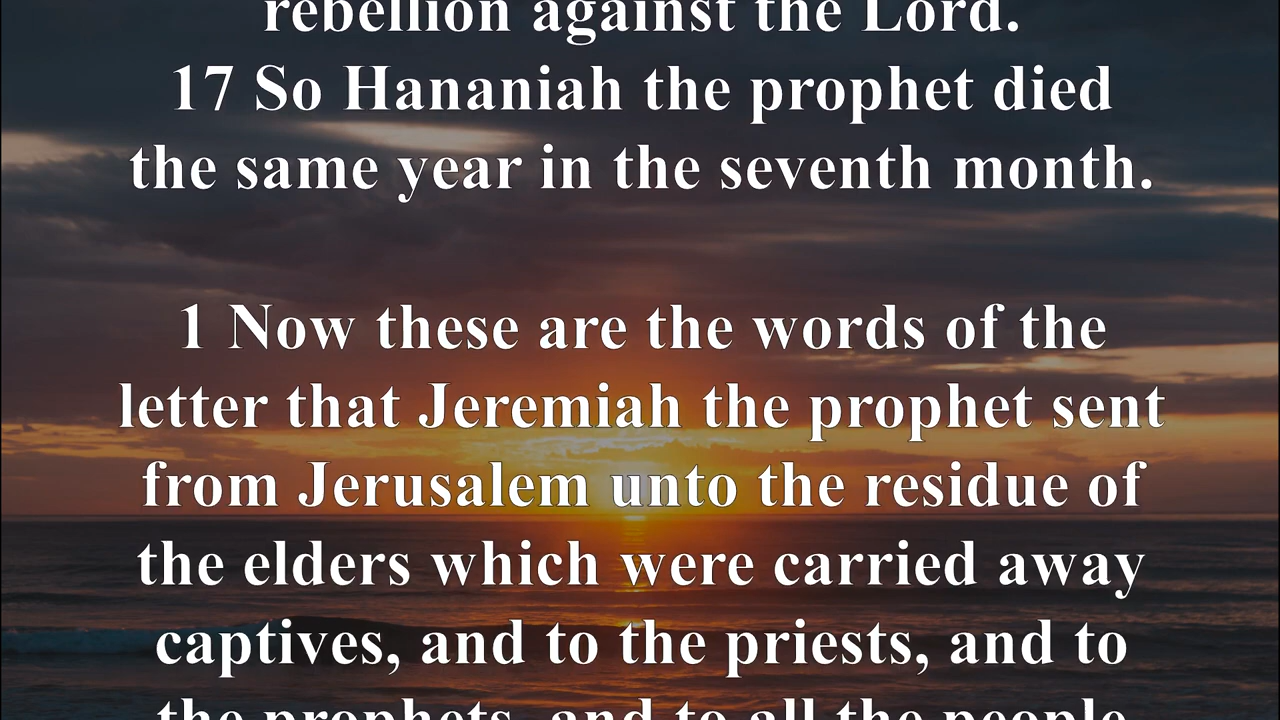 rebellion against the Lord.
17 So Hananiah the prophet died
the same year in the seventh month.
1 Now these are the words of the
letter that Jeremiah the prophet sent
from Jerusalem unto the residue of
the elders which were carried away
captives, and to the priests, and to
the prophets, and to all the people